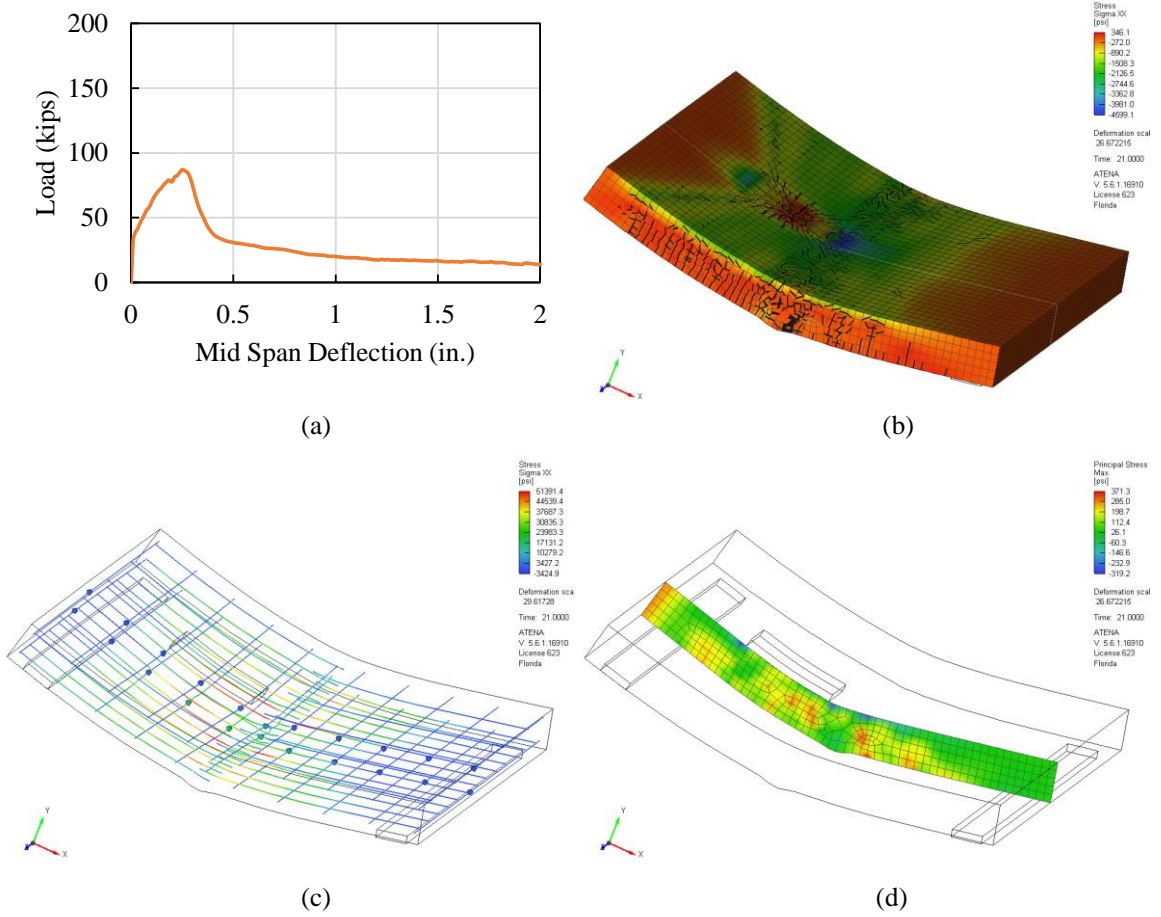 200
150
100
50
0
Load (kips)
0 0.5 1 1.5 2
Mid Span Deflection (in.)
(a)
Stress
Sigma XX
[psi]
346.1
-272.0
-890.2
-1508.3
-2126.5
-2744.6
-3362.8
-3981.0
-4599.1
Deformation scal
26.672215
Time: 21.0000
ATENA
V. 5.6.1.16910
License 623
Florida
Y
X
(b)
Stress
Sigma XX
[psi]
51391.4
44539.4
37687.3
30835.3
23983.3
17131.2
10279.2
3427.2
-3424.9
Deformation sca
29.61728
Time: 21.0000
ATENA
V. 5.6.1.16910
License 623
Florida
Y
X
(c)
Principal Stress
Max.
[psi]
371.3
285.0
198.7
112.4
26.1
-60.3
-146.6
-232.9
-319.2
Deformation scal
26.672215
Time: 21.0000
ATENA
V. 5.6.1.16910
License 623
Florida
Y
X
(d)